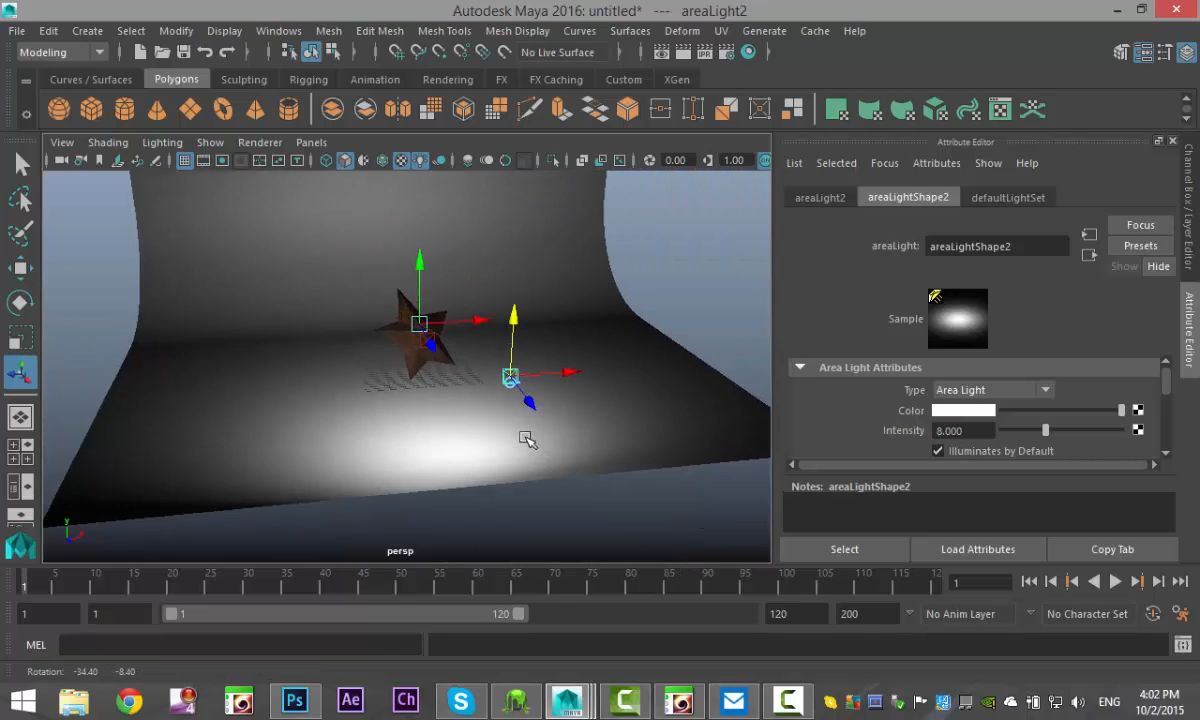 Autodesk Maya 2016: untitled* --- areaLight2
File Edit Create Select Modify Display Windows Mesh Edit Mesh Mesh Tools Mesh Display Curves Surfaces Deform UV Generate Cache Help
Modeling No Live Surface
Curves / Surfaces Polygons Sculpting Rigging Animation Rendering FX FX Caching Custom XGen
View Shading Lighting Show Renderer Panels
0.00 1.00
persp
Attribute Editor
List Selected Focus Attributes Show Help
areaLight2 areaLightShape2 defaultLightSet
Focus
areaLight: areaLightShape2
Presets
Show Hide
Sample
Area Light Attributes
Type Area Light
Color
Intensity 8.000
Illuminates by Default
Notes: areaLightShape2
Select Load Attributes Copy Tab
Channel Box / Layer Editor
Attribute Editor
5 10 15 20 25 30 35 40 45 50 55 60 65 70 75 80 85 90 95 100 105 110 115 12
1 1
1 1 1 120 120 200 No Anim Layer No Character Set
MEL
Rotation: -34.40 -8.40
Ps Ae Ch
MAYA
ENG
4:02 PM
10/2/2015